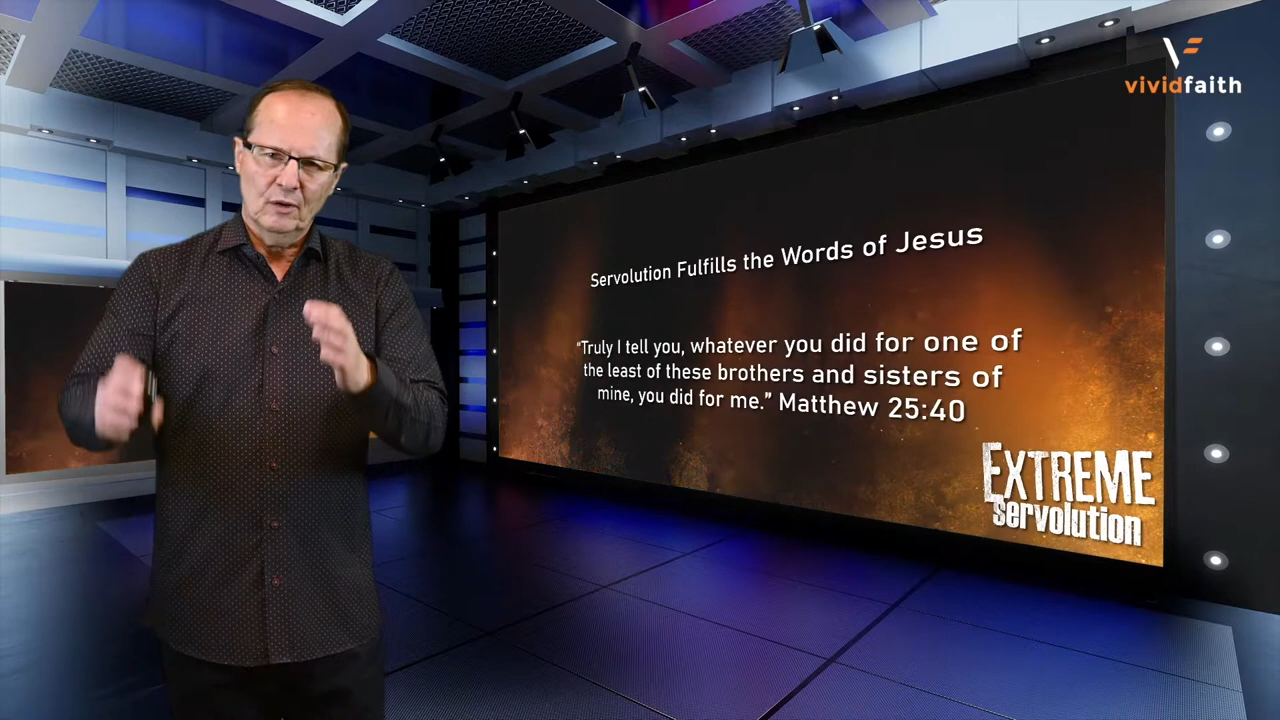 vividfaith
Servolution Fulfills the Words of Jesus
“Truly I tell you, whatever you did for one of
the least of these brothers and sisters of
mine, you did for me.” Matthew 25:40
EXTREME
servolution